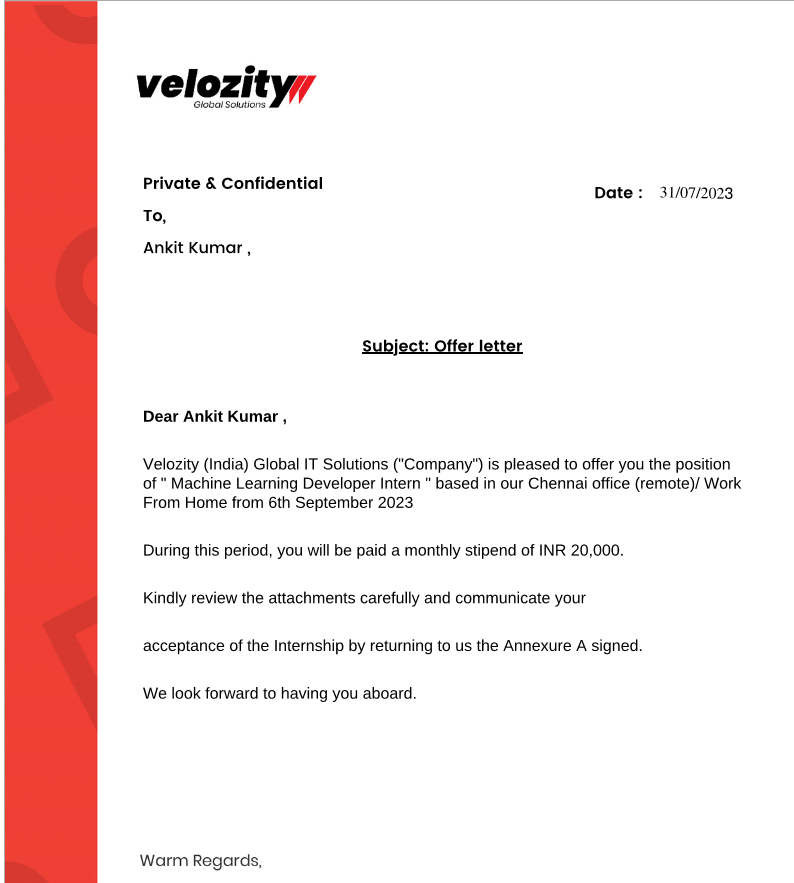 velozity
Global Solutions
Private & Confidential
Date : 31/07/2023
To,
Ankit Kumar ,
Subject: Offer letter
Dear Ankit Kumar ,
Velozity (India) Global IT Solutions ("Company") is pleased to offer you the position
of " Machine Learning Developer Intern " based in our Chennai office (remote)/ Work
From Home from 6th September 2023
During this period, you will be paid a monthly stipend of INR 20,000.
Kindly review the attachments carefully and communicate your
acceptance of the Internship by returning to us the Annexure A signed.
We look forward to having you aboard.
Warm Regards,